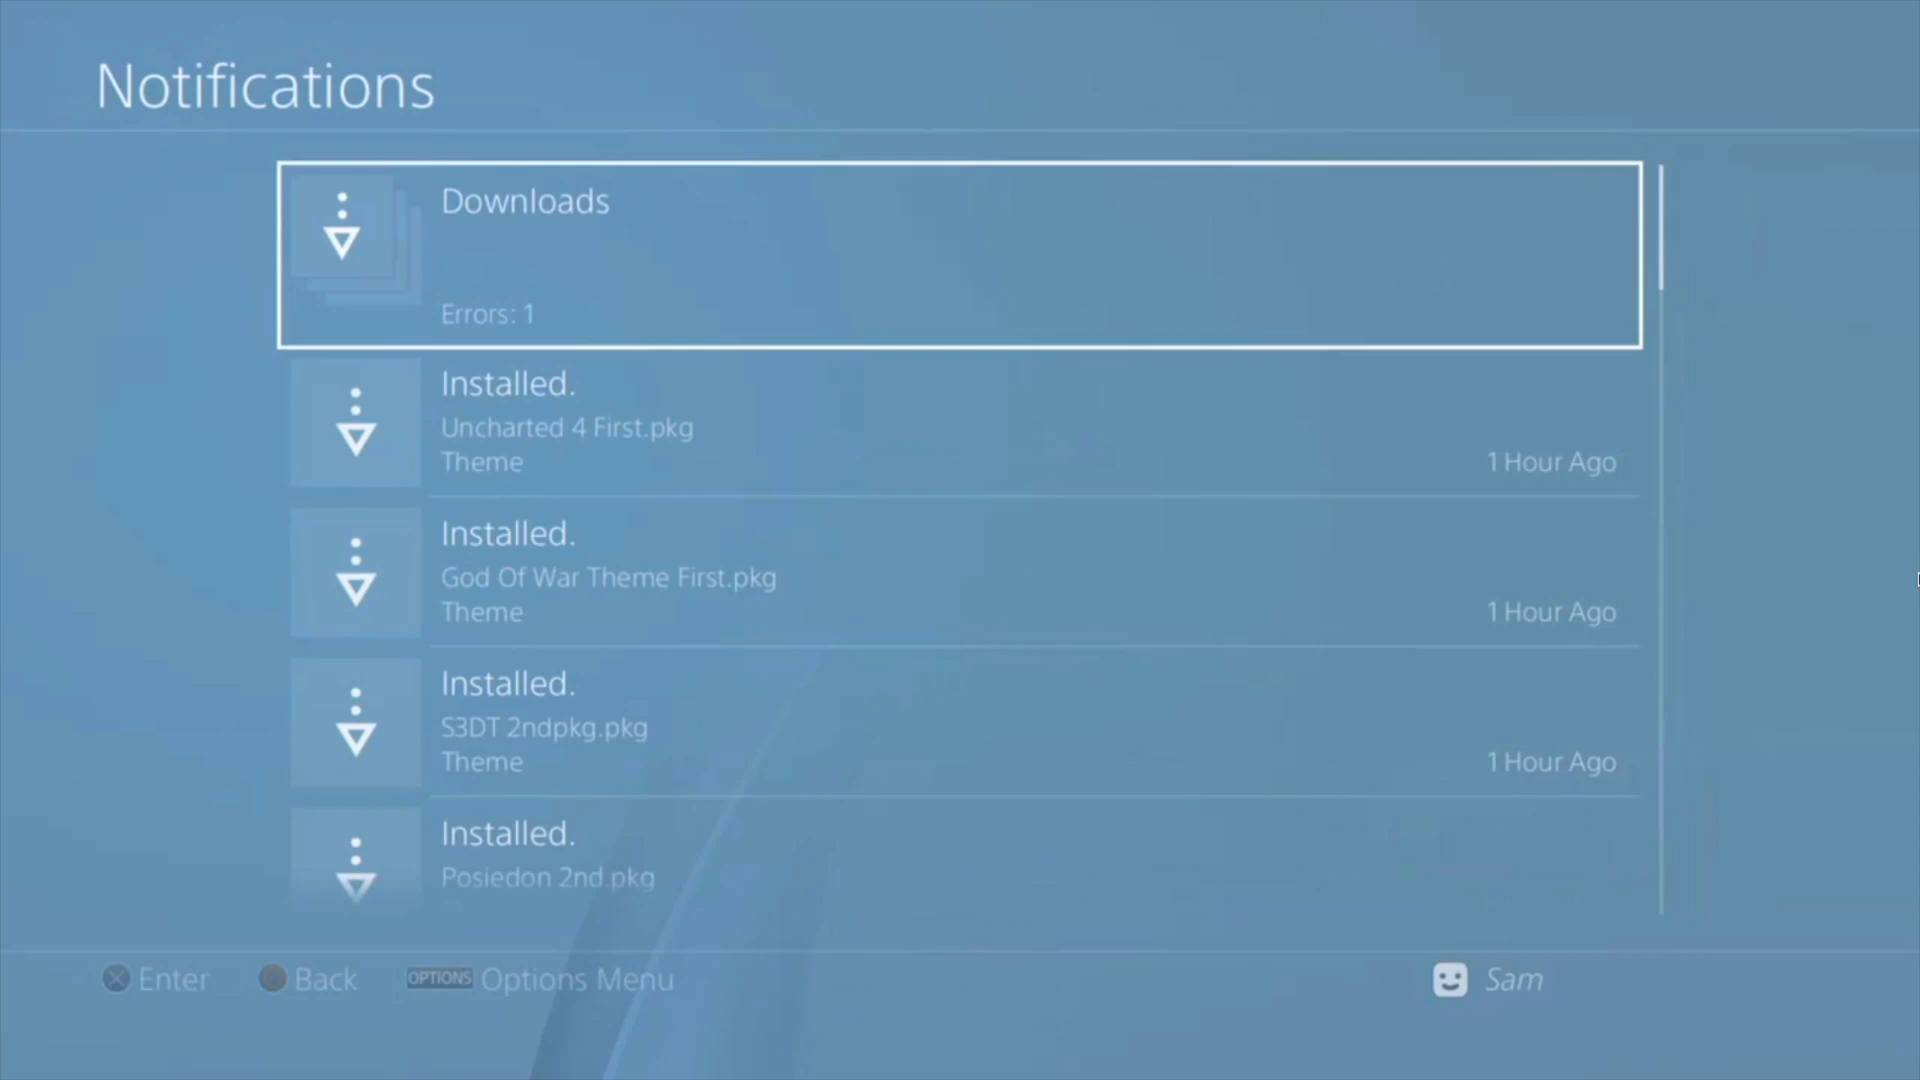 Notifications
Downloads
Errors: 1
Installed.
Uncharted 4 First.pkg
Theme
1 Hour Ago
Installed.
God Of War Theme First.pkg
Theme
1 Hour Ago
Installed.
S3DT 2ndpkg.pkg
Theme
1 Hour Ago
Installed.
Posiedon 2nd.pkg
Enter Back OPTIONS Options Menu Sam